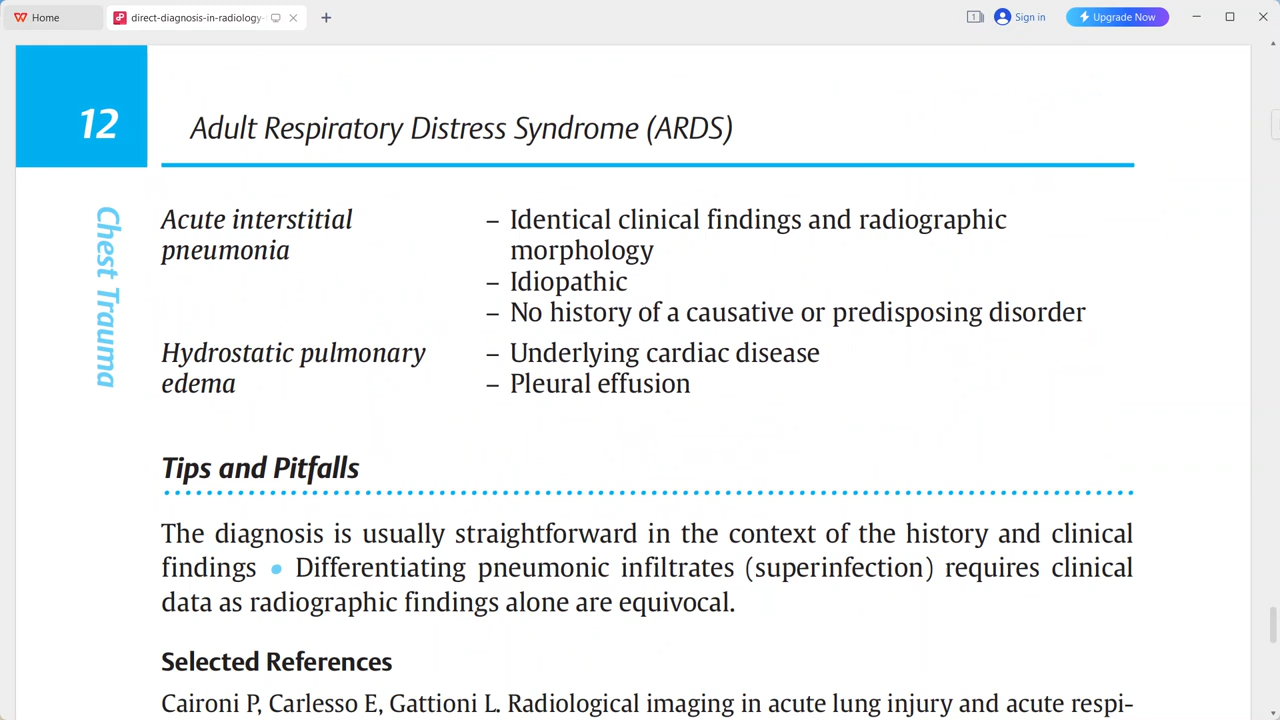 Home
direct-diagnosis-in-radiology-
1
Sign in
Upgrade Now
12
Adult Respiratory Distress Syndrome (ARDS)
Chest Trauma
Acute interstitial pneumonia
– Identical clinical findings and radiographic
morphology
– Idiopathic
– No history of a causative or predisposing disorder
Hydrostatic pulmonary edema
– Underlying cardiac disease
– Pleural effusion
Tips and Pitfalls
The diagnosis is usually straightforward in the context of the history and clinical
findings • Differentiating pneumonic infiltrates (superinfection) requires clinical
data as radiographic findings alone are equivocal.
Selected References
Caironi P, Carlesso E, Gattioni L. Radiological imaging in acute lung injury and acute respi-